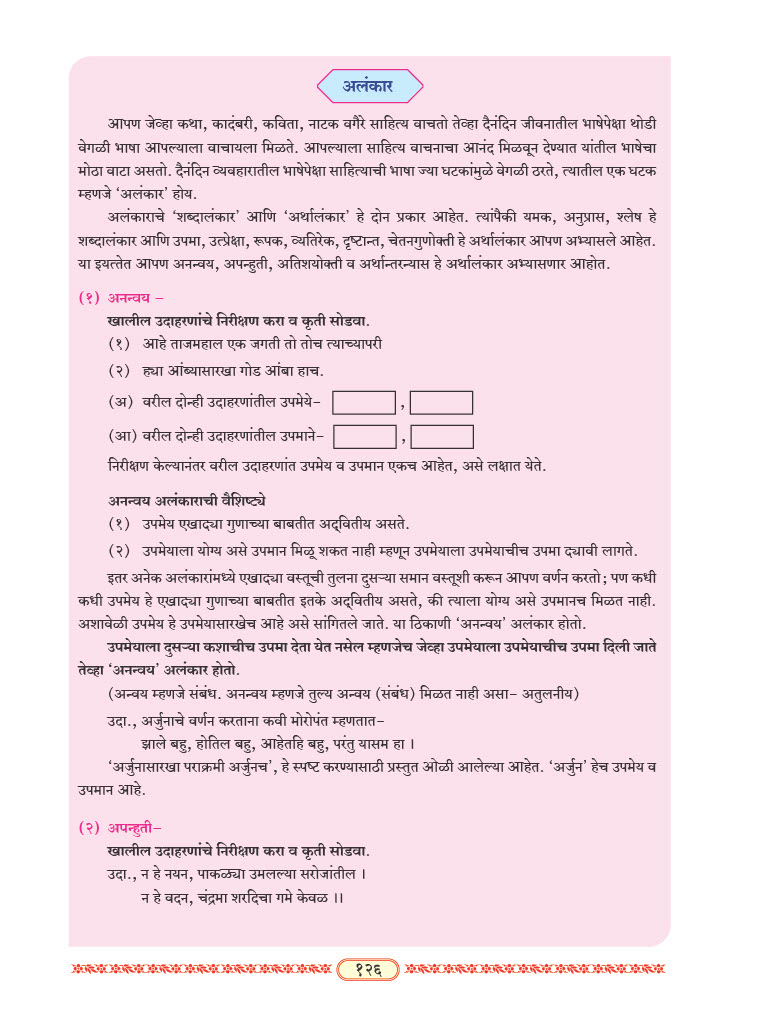 अलंकार
आपण जेव्हा कथा, कादंबरी, कविता, नाटक वगैरे साहित्य वाचतो तेव्हा दैनंदिन जीवनातील भाषेपेक्षा थोडी
वेगळी भाषा आपल्याला वाचायला मिळते. आपल्याला साहित्य वाचनाचा आनंद मिळवून देण्यात यांतील भाषेचा
मोठा वाटा असतो. दैनंदिन व्यवहारातील भाषेपेक्षा साहित्याची भाषा ज्या घटकांमुळे वेगळी ठरते, त्यातील एक घटक
म्हणजे ‘अलंकार’ होय.
अलंकाराचे ‘शब्दालंकार’ आणि ‘अर्थालंकार’ हे दोन प्रकार आहेत. त्यांपैकी यमक, अनुप्रास, श्लेष हे
शब्दालंकार आणि उपमा, उत्प्रेक्षा, रूपक, व्यतिरेक, दृष्टान्त, चेतनगुणोक्ती हे अर्थालंकार आपण अभ्यासले आहेत.
या इयत्तेत आपण अनन्वय, अपन्हुती, अतिशयोक्ती व अर्थान्तरन्यास हे अर्थालंकार अभ्यासणार आहोत.
(१) अनन्वय –
खालील उदाहरणांचे निरीक्षण करा व कृती सोडवा.
(१) आहे ताजमहाल एक जगती तो तोच त्याच्यापरी
(२) ह्या आंब्यासारखा गोड आंबा हाच.
(अ) वरील दोन्ही उदाहरणांतील उपमेये– ,
(आ) वरील दोन्ही उदाहरणांतील उपमाने– ,
निरीक्षण केल्यानंतर वरील उदाहरणांत उपमेय व उपमान एकच आहेत, असे लक्षात येते.
अनन्वय अलंकाराची वैशिष्ट्ये
(१) उपमेय एखाद्या गुणाच्या बाबतीत अद्‌वितीय असते.
(२) उपमेयाला योग्य असे उपमान मिळू शकत नाही म्हणून उपमेयाला उपमेयाचीच उपमा द्यावी लागते.
इतर अनेक अलंकारांमध्ये एखाद्या वस्तूची तुलना दुसऱ्या समान वस्तूशी करून आपण वर्णन करतो; पण कधी
कधी उपमेय हे एखाद्या गुणाच्या बाबतीत इतके अद्‌वितीय असते, की त्याला योग्य असे उपमानच मिळत नाही.
अशावेळी उपमेय हे उपमेयासारखेच आहे असे सांगितले जाते. या ठिकाणी ‘अनन्वय’ अलंकार होतो.
उपमेयाला दुसऱ्या कशाचीच उपमा देता येत नसेल म्हणजेच जेव्हा उपमेयाला उपमेयाचीच उपमा दिली जाते
तेव्हा ‘अनन्वय’ अलंकार होतो.
(अन्वय म्हणजे संबंध. अनन्वय म्हणजे तुल्य अन्वय (संबंध) मिळत नाही असा– अतुलनीय)
उदा., अर्जुनाचे वर्णन करताना कवी मोरोपंत म्हणतात–
झाले बहु, होतिल बहु, आहेतहि बहु, परंतु यासम हा ।
‘अर्जुनासारखा पराक्रमी अर्जुनच’, हे स्पष्ट करण्यासाठी प्रस्तुत ओळी आलेल्या आहेत. ‘अर्जुन’ हेच उपमेय व
उपमान आहे.
(२) अपन्हुती–
खालील उदाहरणांचे निरीक्षण करा व कृती सोडवा.
उदा., न हे नयन, पाकळ्या उमलल्या सरोजांतील ।
न हे वदन, चंद्रमा शरदिचा गमे केवळ ।।
१२६